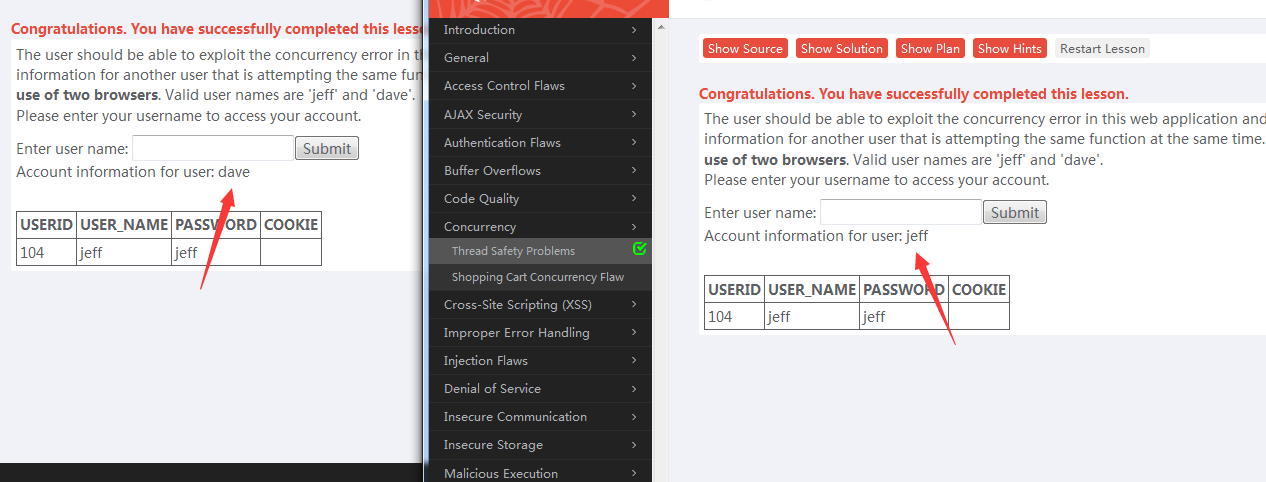 Congratulations. You have successfully completed this lesso
The user should be able to exploit the concurrency error in th
information for another user that is attempting the same fun
use of two browsers. Valid user names are 'jeff' and 'dave'.
Please enter your username to access your account.
Enter user name: Submit
Account information for user: dave
USERID USER_NAME PASSWORD COOKIE
104 jeff jeff
Introduction
General
Access Control Flaws
AJAX Security
Authentication Flaws
Buffer Overflows
Code Quality
Concurrency
Thread Safety Problems
Shopping Cart Concurrency Flaw
Cross-Site Scripting (XSS)
Improper Error Handling
Injection Flaws
Denial of Service
Insecure Communication
Insecure Storage
Malicious Execution
Show Source Show Solution Show Plan Show Hints Restart Lesson
Congratulations. You have successfully completed this lesson.
The user should be able to exploit the concurrency error in this web application and
information for another user that is attempting the same function at the same time.
use of two browsers. Valid user names are 'jeff' and 'dave'.
Please enter your username to access your account.
Enter user name: Submit
Account information for user: jeff
USERID USER_NAME PASSWORD COOKIE
104 jeff jeff